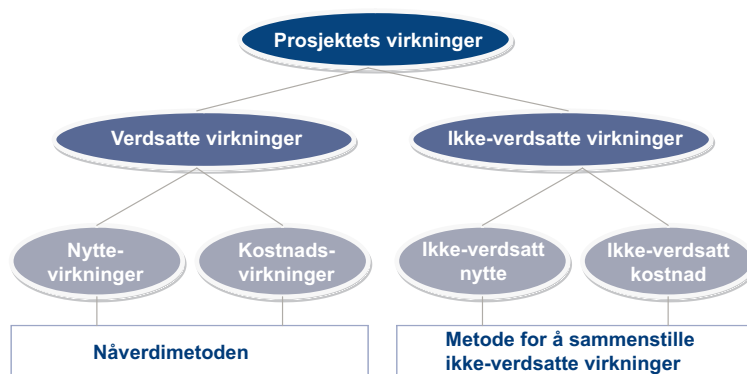 Prosjektets virkninger
Verdsatte virkninger
Ikke-verdsatte virkninger
Nytte-
virkninger
Kostnads-
virkninger
Ikke-verdsatt
nytte
Ikke-verdsatt
kostnad
Nåverdimetoden
Metode for å sammenstille
ikke-verdsatte virkninger